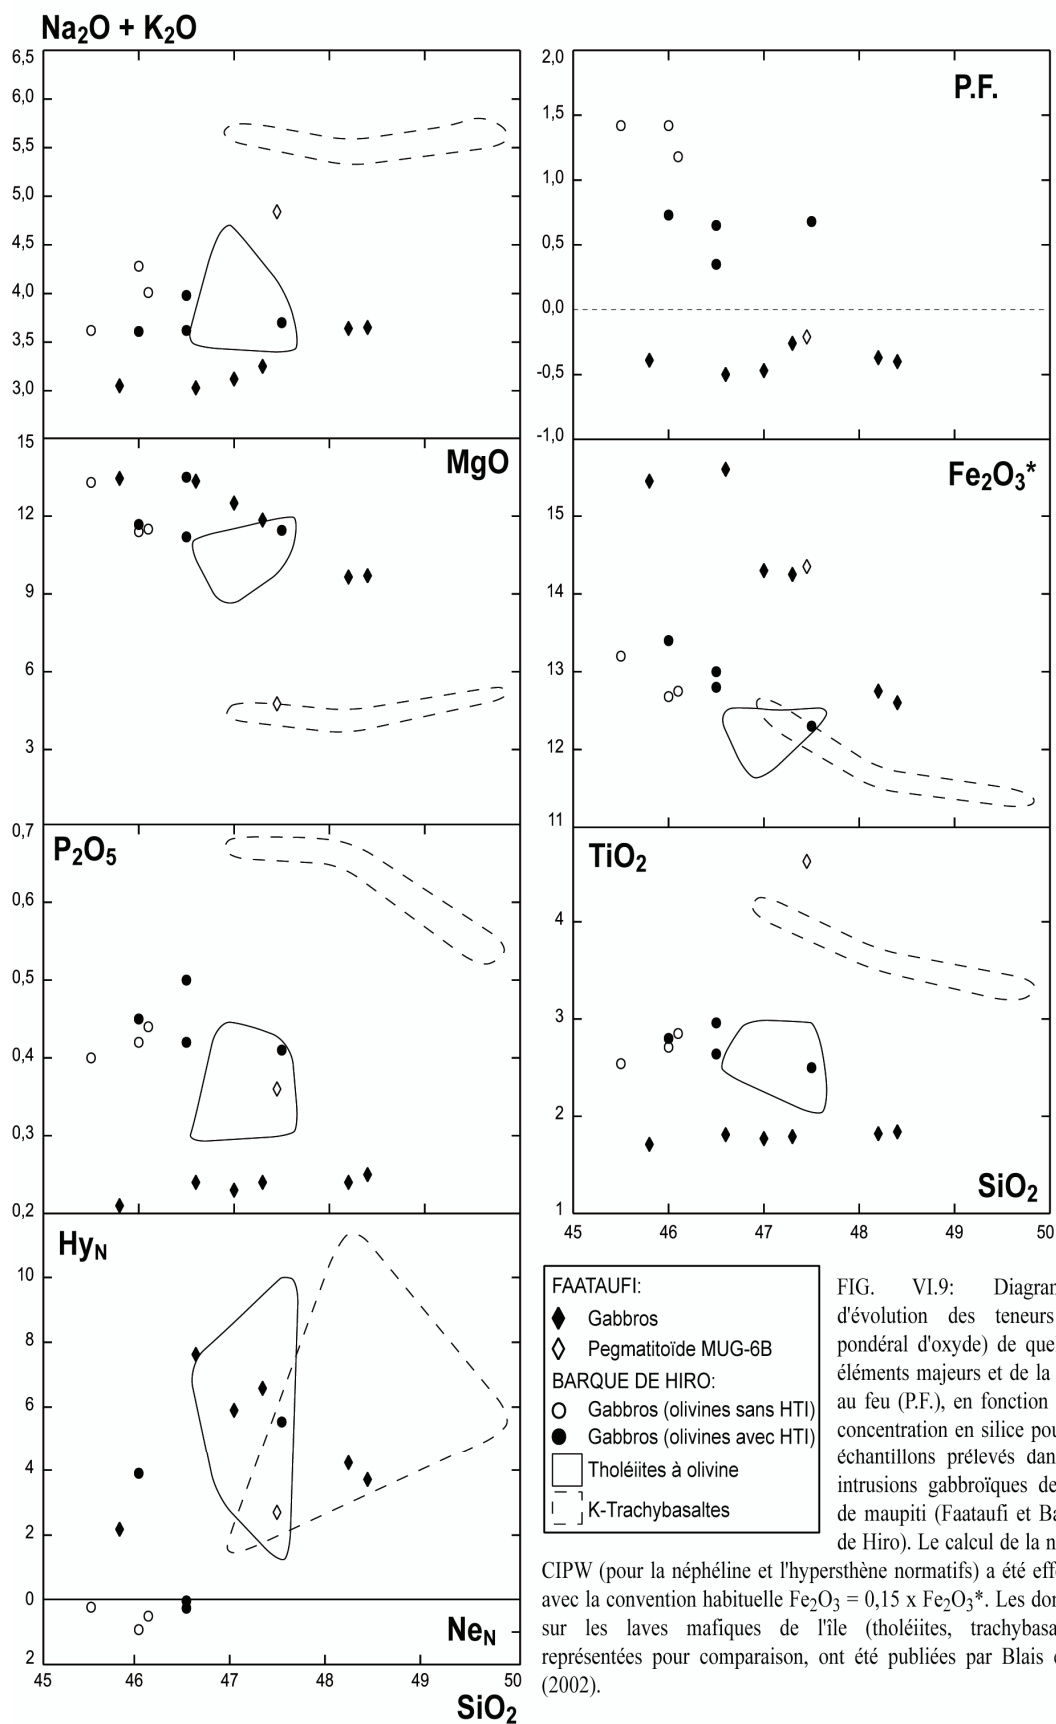 Na2O + K2O
6,5
6,0
5,5
5,0
4,5
4,0
3,5
3,0
MgO
15
12
9
6
3
P2O5
0,7
0,6
0,5
0,4
0,3
0,2
HyN
10
8
6
4
2
0
2
NeN
45 46 47 48 49 50
SiO2
P.F.
2,0
1,5
1,0
0,5
0,0
-0,5
-1,0
Fe2O3*
15
14
13
12
11
TiO2
4
3
2
1
SiO2
45 46 47 48 49 50
FAATAUFI:
Gabbros
Pegmatitoïde MUG-6B
BARQUE DE HIRO:
Gabbros (olivines sans HTI)
Gabbros (olivines avec HTI)
Tholéiites à olivine
K-Trachybasaltes
FIG. VI.9: Diagram
d'évolution des teneurs
pondéral d'oxyde) de que
éléments majeurs et de la
au feu (P.F.), en fonction
concentration en silice pou
échantillons prélevés dan
intrusions gabbroïques de
de maupiti (Faataufi et Ba
de Hiro). Le calcul de la n
CIPW (pour la néphéline et l'hypersthène normatifs) a été effe
avec la convention habituelle Fe2O3 = 0,15 x Fe2O3*. Les don
sur les laves mafiques de l'île (tholéiites, trachybasa
représentées pour comparaison, ont été publiées par Blais
(2002).